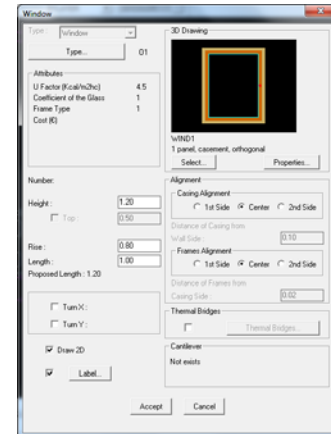 Window
Type : Window
Type... 01
Attributes
U Factor (Kcal/m2hc) 4.5
Coefficient of the Glass 1
Frame Type 1
Cost (€)
Number:
Height : 1.20
Top : 0.50
Rise : 0.80
Length : 1.00
Proposed Length : 1.20
Turn X :
Turn Y :
Draw 2D
Label...
3D Drawing
WIND1
1 panel, casement, orthogonal
Select... Properties...
Alignment
Casing Alignment
1st Side Center 2nd Side
Distance of Casing from
Wall Side : 0.10
Frames Alignment
1st Side Center 2nd Side
Distance of Frames from
Casing Side : 0.02
Thermal Bridges
Thermal Bridges...
Cantilever
Not exists
Accept Cancel